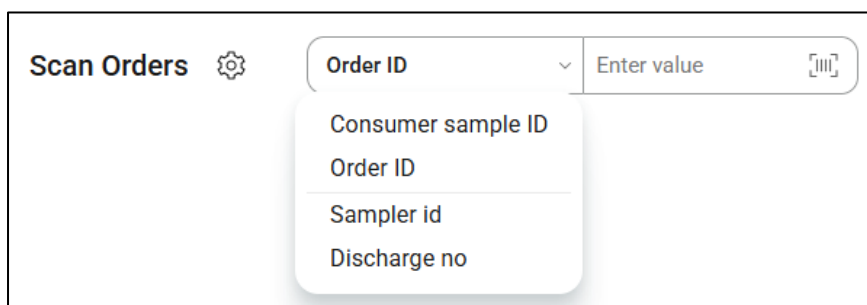 Scan Orders Order ID Enter value
Consumer sample ID
Order ID
Sampler id
Discharge no